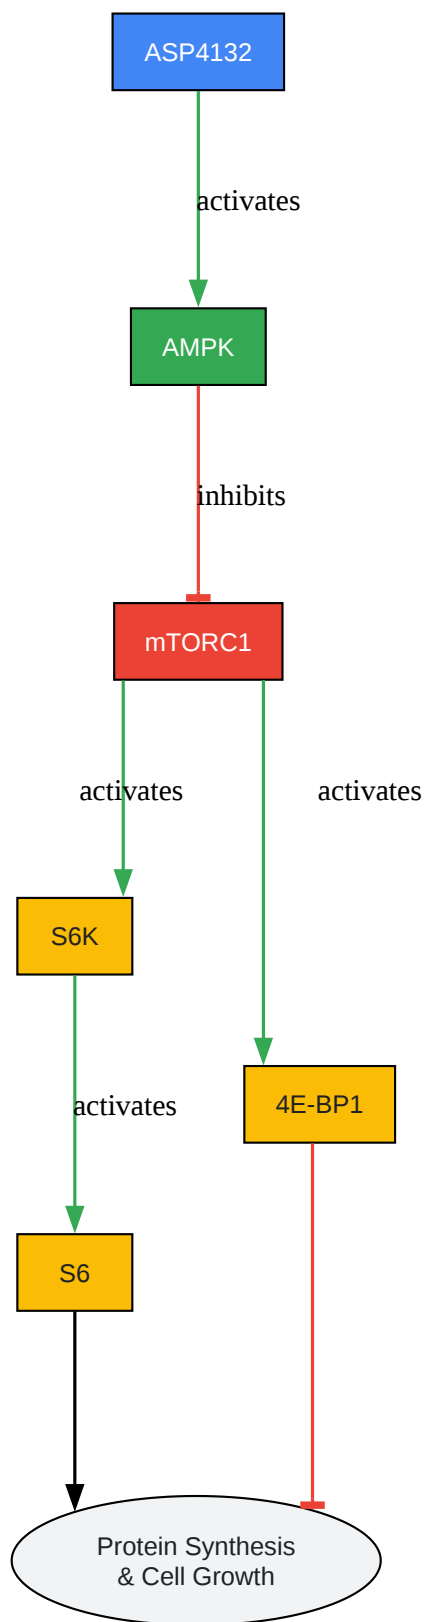 ASP4132
activates
AMPK
inhibits
mTORC1
activates
activates
S6K
4E-BP1
activates
S6
Protein Synthesis
& Cell Growth